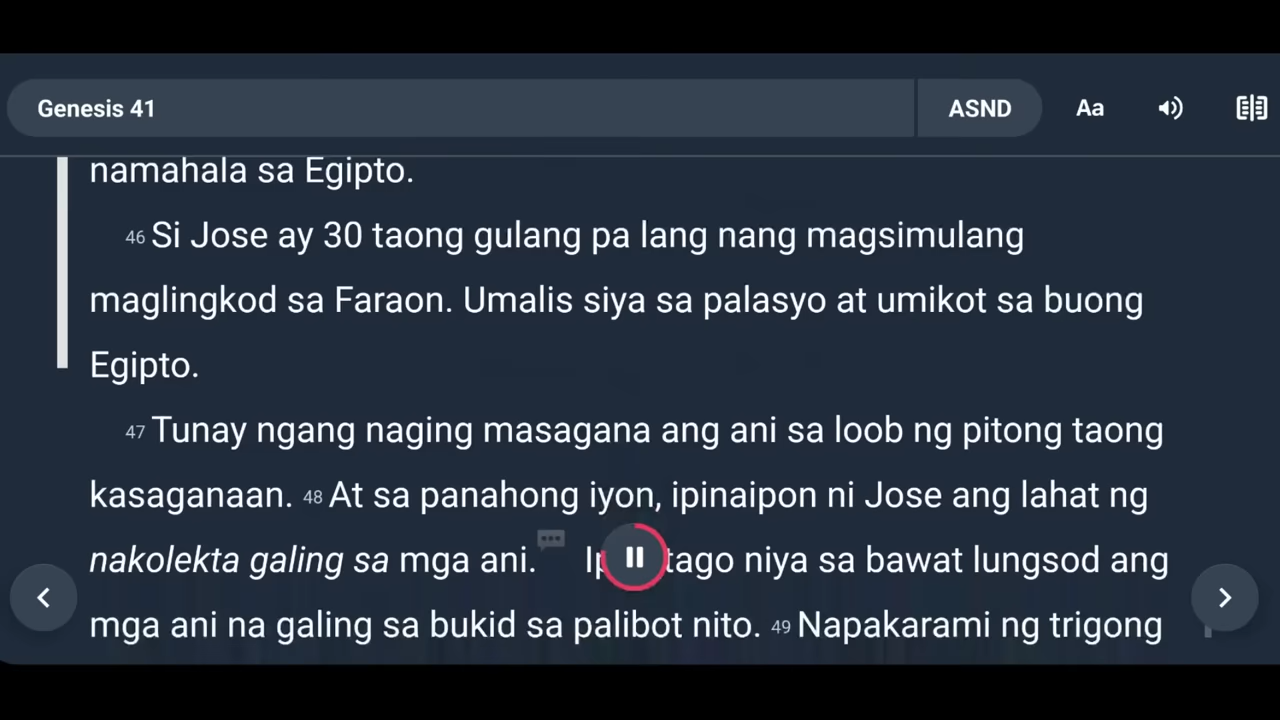 Genesis 41
ASND
Aa
namahala sa Egipto.
46 Si Jose ay 30 taong gulang pa lang nang magsimulang
maglingkod sa Faraon. Umalis siya sa palasyo at umikot sa buong
Egipto.
47 Tunay ngang naging masagana ang ani sa loob ng pitong taong
kasaganaan. 48 At sa panahong iyon, ipinaipon ni Jose ang lahat ng
nakolekta galing sa mga ani. niya sa bawat lungsod ang
mga ani na galing sa bukid sa palibot nito. 49 Napakarami ng trigong